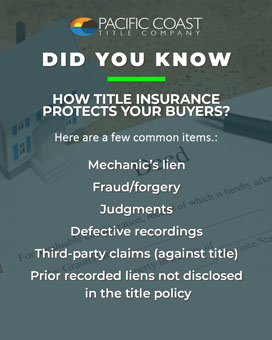 PACIFIC COAST
TITLE COMPANY
DID YOU KNOW
HOW TITLE INSURANCE
PROTECTS YOUR BUYERS?
Here are a few common items.:
Mechanic's lien
Fraud/forgery
Judgments
Defective recordings
Third-party claims (against title)
Prior recorded liens not disclosed
in the title policy
Deed